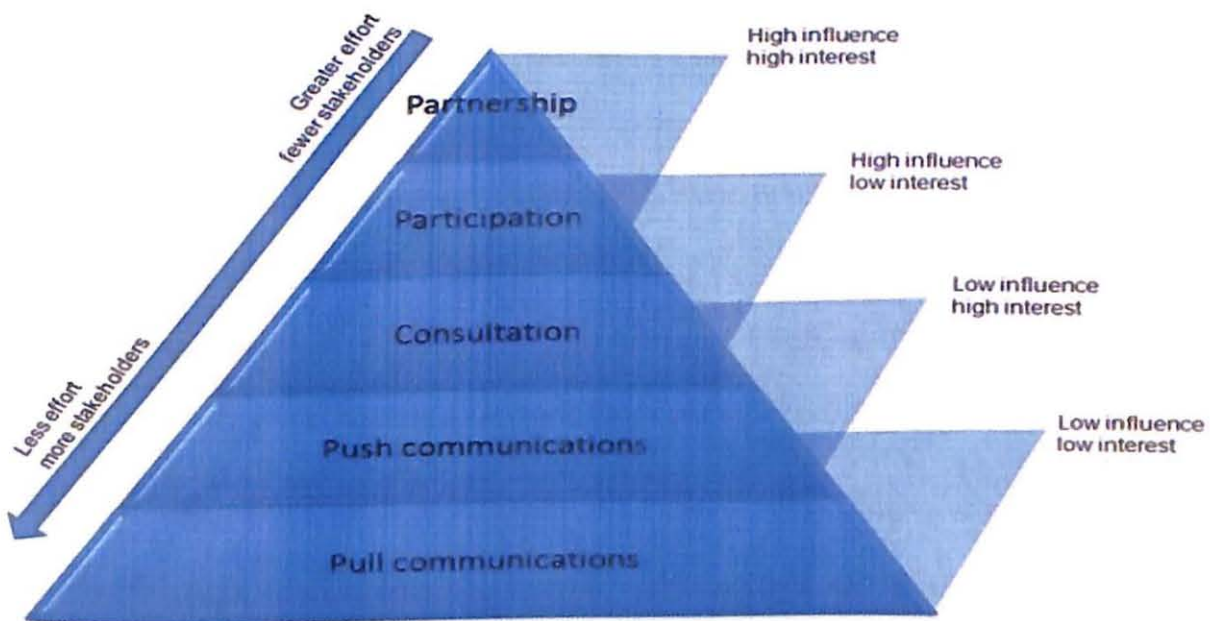 Greater effort
fewer stakeholders
Less effort
more stakeholders
Partnership
Participation
Consultation
Push communications
Pull communications
High influence
high interest
High influence
low interest
Low influence
high interest
Low influence
low interest